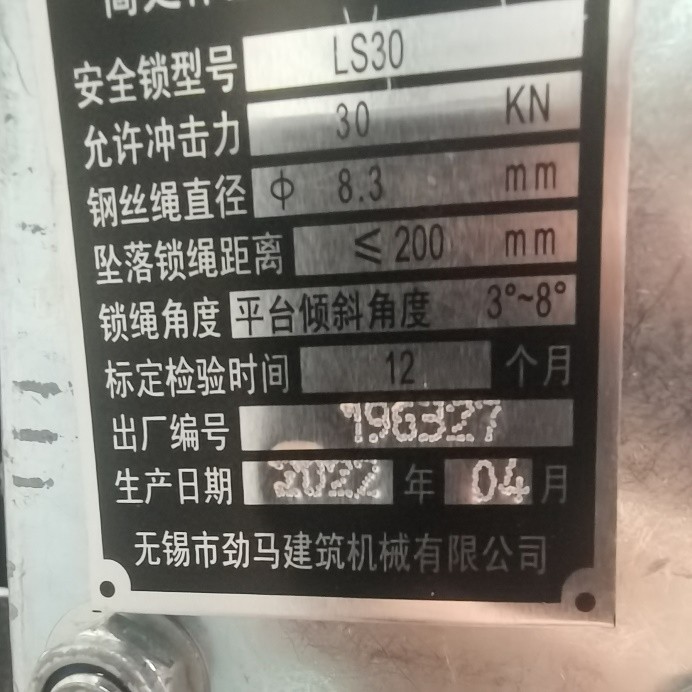 安全锁型号 LS30
允许冲击力 30 KN
钢丝绳直径 φ 8.3 mm
坠落锁绳距离 ≤200 mm
锁绳角度 平台倾斜角度 3°~8°
标定检验时间 12 个月
出厂编号 196327
生产日期 2022 年 04 月
无锡市劲马建筑机械有限公司